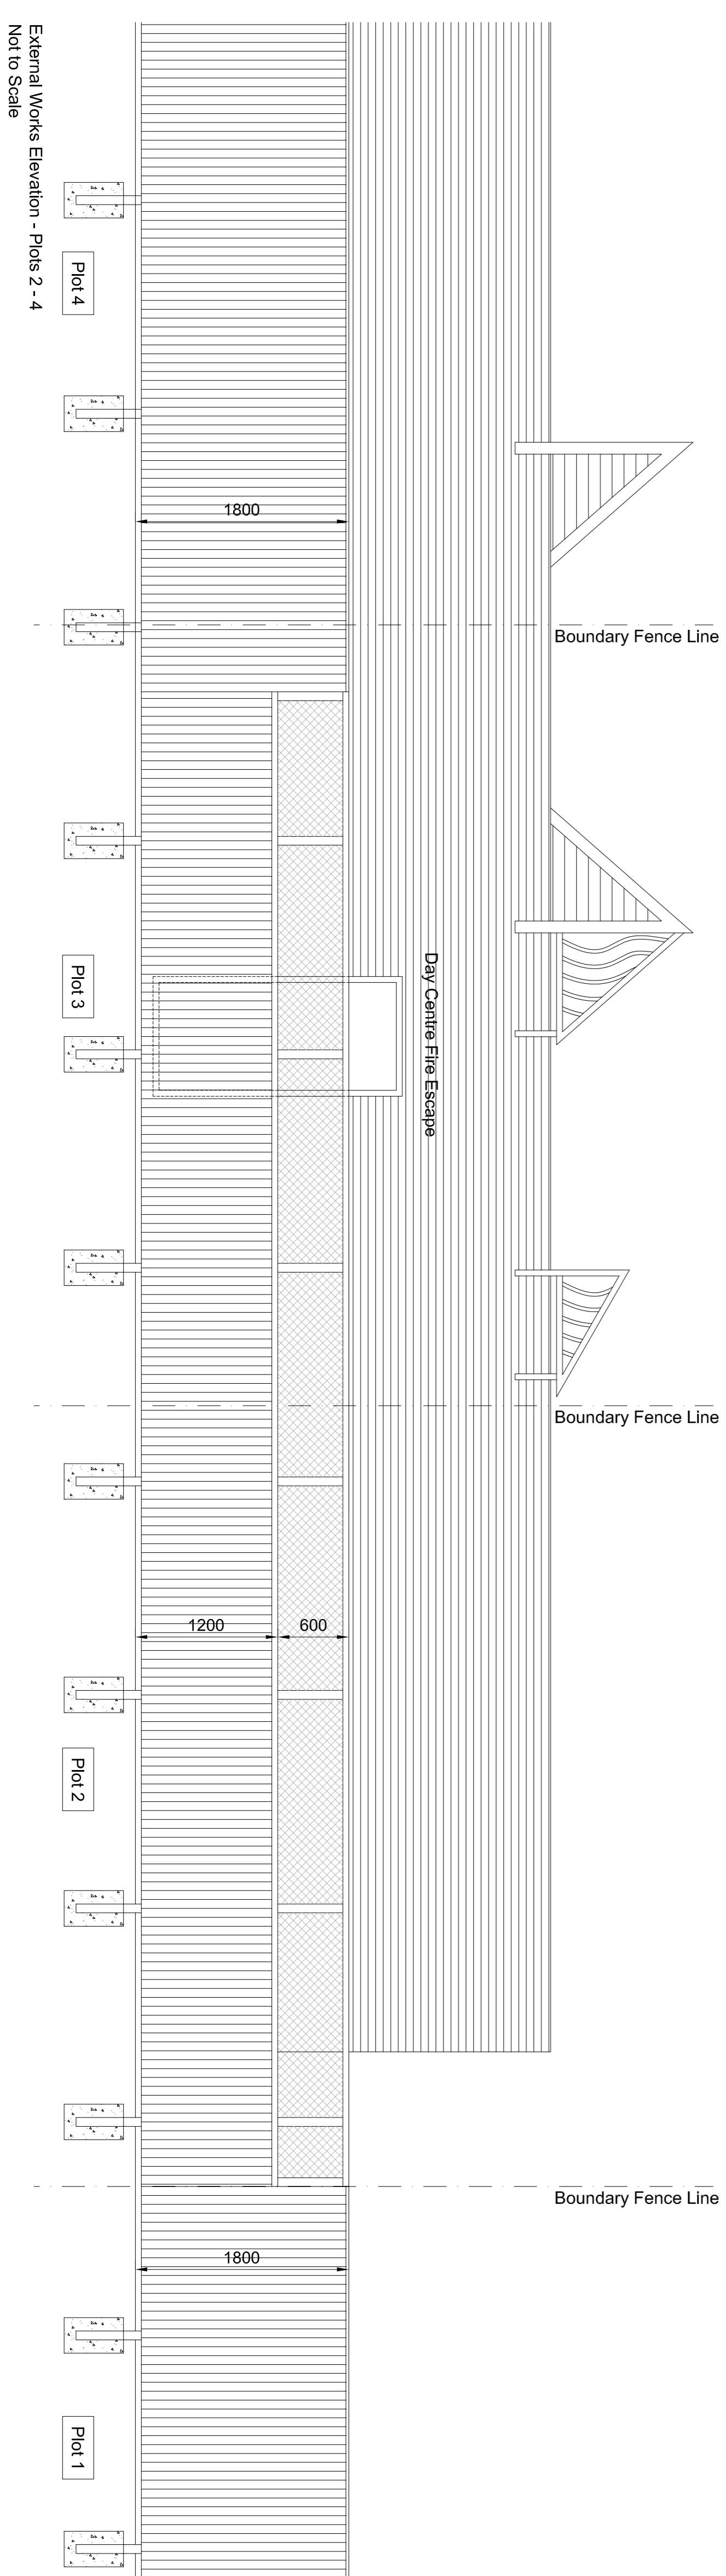 External Works Elevation - Plots 2 - 4
Not to Scale
Plot 4
1800
Boundary Fence Line
Day Centre Fire Escape
Plot 3
Boundary Fence Line
1200
600
Plot 2
Boundary Fence Line
1800
Plot 1